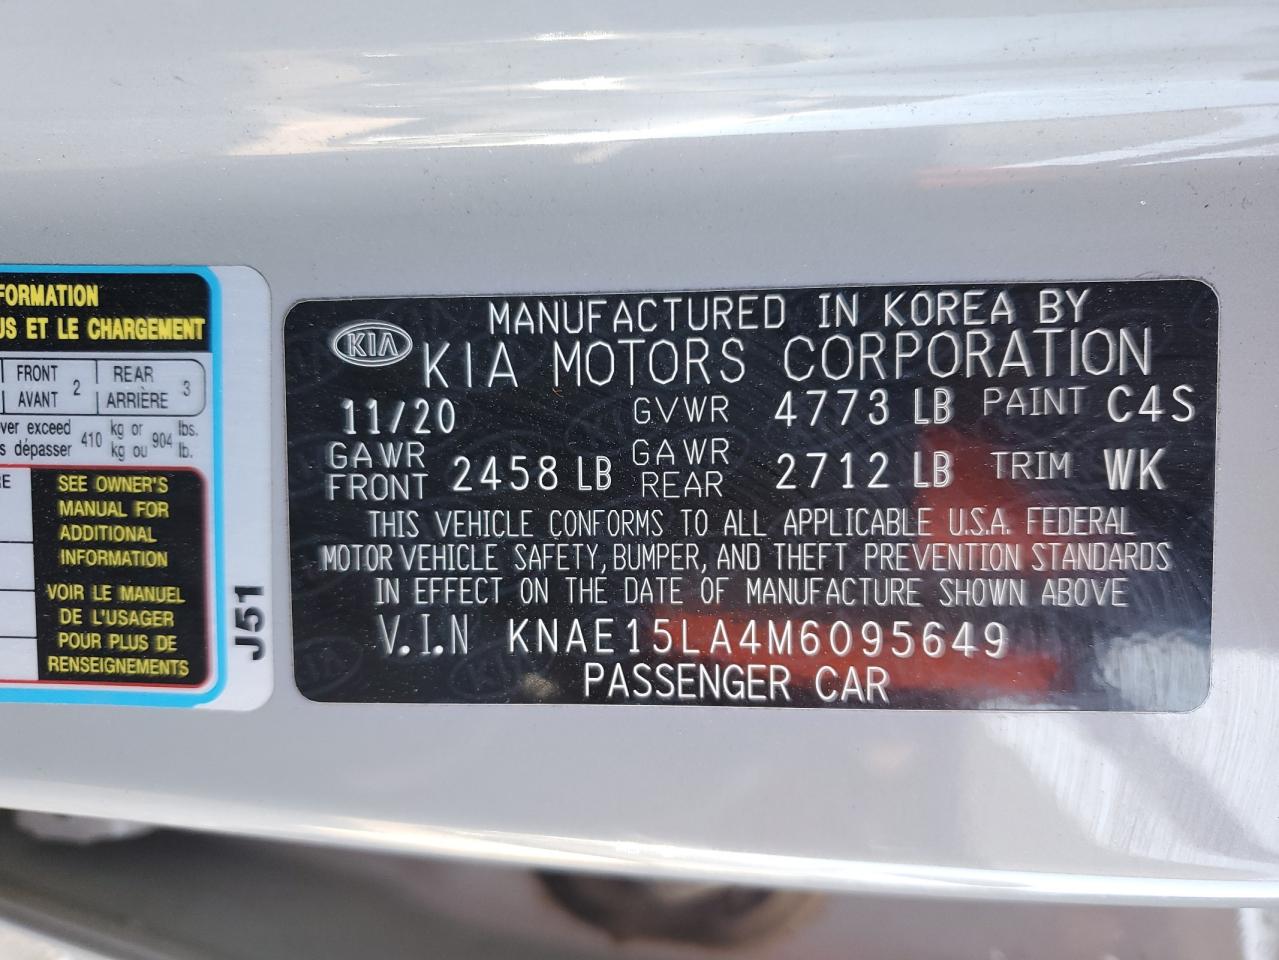 FORMATION
US ET LE CHARGEMENT
FRONT 2 REAR 3
AVANT ARRIÈRE
ver exceed 410 kg or 904 lbs.
s dépasser kg ou lb.
RE
SEE OWNER'S
MANUAL FOR
ADDITIONAL
INFORMATION
VOIR LE MANUEL
DE L'USAGER
POUR PLUS DE
RENSEIGNEMENTS
J51
MANUFACTURED IN KOREA BY
KIA KIA MOTORS CORPORATION
11/20 GVWR 4773 LB PAINT C4S
GAWR FRONT 2458 LB GAWR REAR 2712 LB TRIM WK
THIS VEHICLE CONFORMS TO ALL APPLICABLE U.S.A. FEDERAL
MOTOR VEHICLE SAFETY, BUMPER, AND THEFT PREVENTION STANDARDS
IN EFFECT ON THE DATE OF MANUFACTURE SHOWN ABOVE
V.I.N KNAE15LA4M6095649
PASSENGER CAR